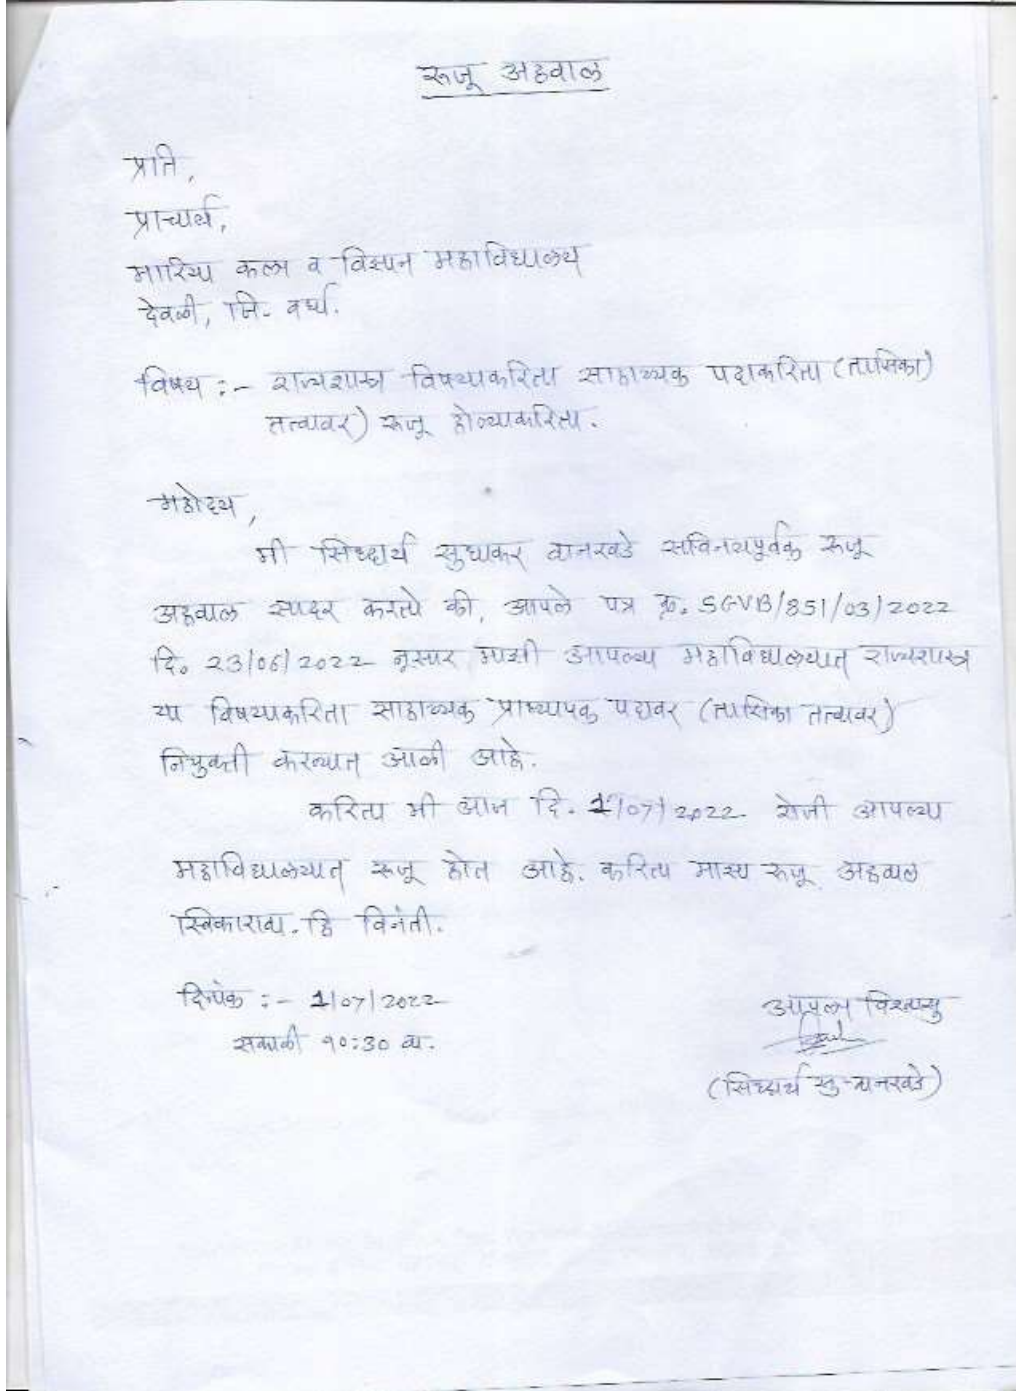 रूजू अहवाल
प्रति,
प्राचार्य,
मारिया कला व विज्ञान महाविद्यालय
देवळी, जि. वर्धा.
विषय :- राज्यशास्त्र विषयाकरिता साहाय्यक पदाकरिता (तासिका)
तत्वावर) रूजू होण्याकरिता.
महोदय,
मी सिध्दार्थ सुधाकर वानखडे सविनयपुर्वक रूजू
अहवाल सादर करतो की, आपले पत्र क्र. SGVB/851/03/2022
दि. 23/06/2022 नूसार माझी आपल्या महाविद्यालयात राज्यशास्त्र
या विषयाकरिता साहाय्यक प्राध्यापक पदावर (तासिका तत्वावर)
नियुक्ती करन्यात आली आहे.
करिता मी आज दि. 1/07/2022 रोजी आपल्या
महाविद्यालयात रूजू होत आहे. करिता माझा रूजू अहवाल
स्विकारावा. हि विनंती.
दिनांक :- 1/07/2022
सकाळी १०:30 वा.
आपला विश्वासु
(सिध्दार्थ सु. वानखडे)